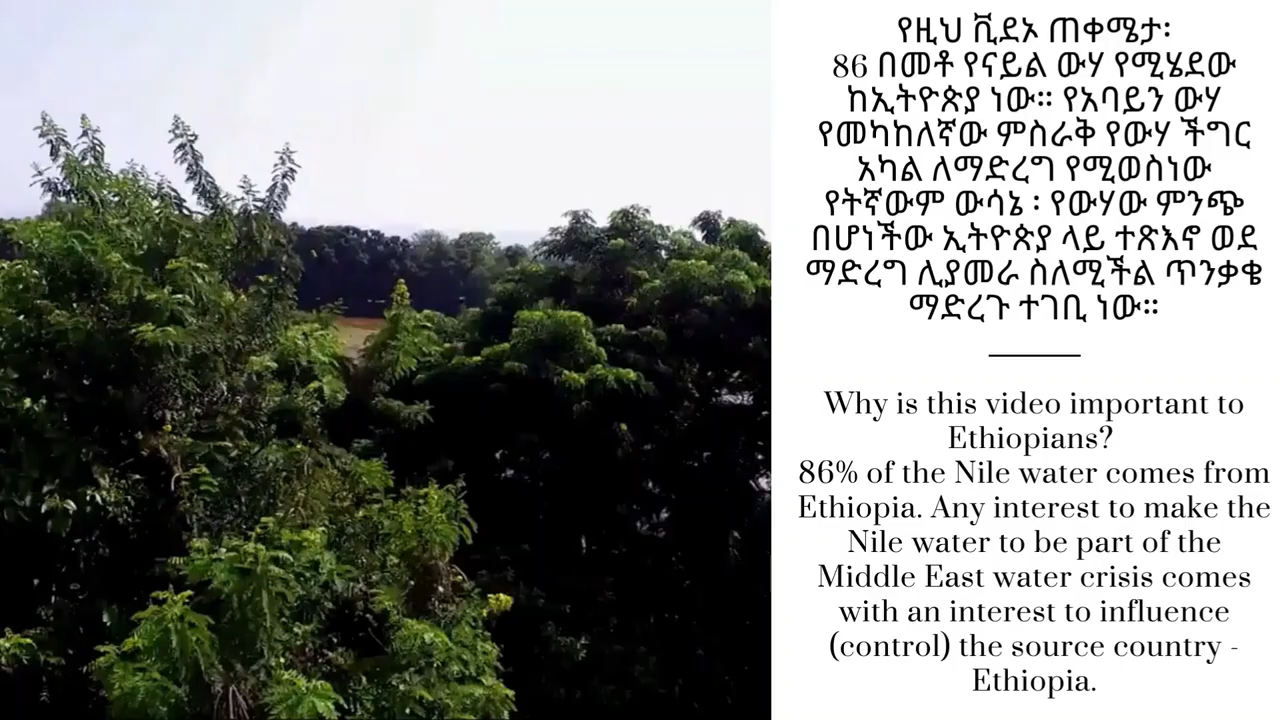 የዚህ ቪደኦ ጠቀሜታ፡
86 በመቶ የናይል ውሃ የሚሄደው
ከኢትዮጵያ ነው። የአባይን ውሃ
የመካከለኛው ምስራቅ የውሃ ችግር
አካል ለማድረግ የሚወስነው
የትኛውም ውሳኔ ፡ የውሃው ምንጭ
በሆነችው ኢትዮጵያ ላይ ተጽእኖ ወደ
ማድረግ ሊያመራ ስለሚችል ጥንቃቄ
ማድረጉ ተገቢ ነው።
Why is this video important to
Ethiopians?
86% of the Nile water comes from
Ethiopia. Any interest to make the
Nile water to be part of the
Middle East water crisis comes
with an interest to influence
(control) the source country -
Ethiopia.